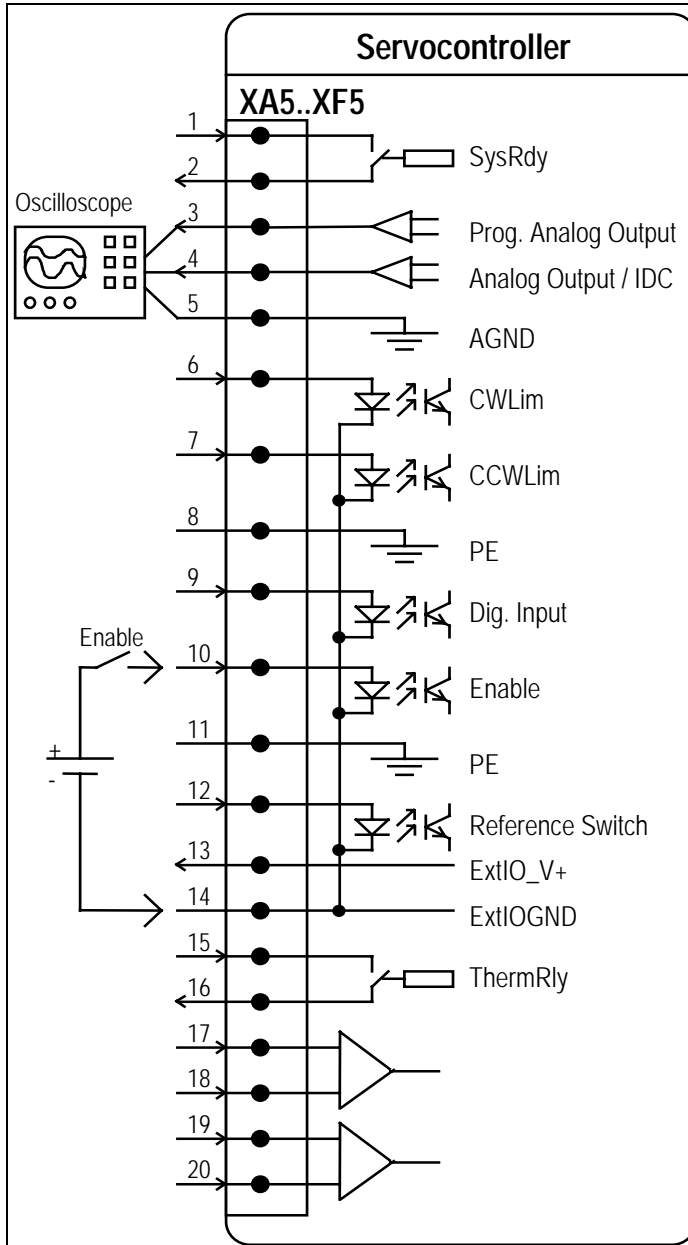 Servocontroller
XA5..XF5
1
SysRdy
2
Oscilloscope
3
Prog. Analog Output
4
Analog Output / IDC
5
AGND
6
CWLim
7
CCWLim
8
PE
9
Dig. Input
Enable
10
Enable
11
PE
+
-
12
Reference Switch
13
ExtIO_V+
14
ExtIOGND
15
ThermRly
16
17
18
19
20